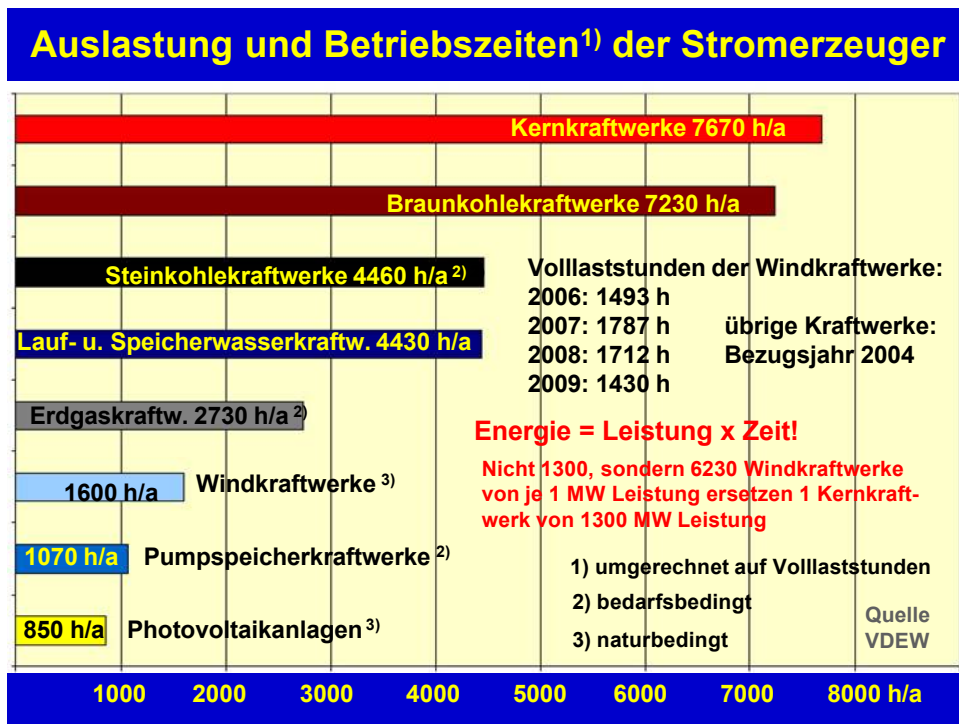 Auslastung und Betriebszeiten1) der Stromerzeuger
Kernkraftwerke 7670 h/a
Braunkohlekraftwerke 7230 h/a
Steinkohlekraftwerke 4460 h/a 2)
Lauf- u. Speicherwasserkraftw. 4430 h/a
Erdgaskraftw. 2730 h/a 2)
1600 h/a Windkraftwerke 3)
1070 h/a Pumpspeicherkraftwerke 2)
850 h/a Photovoltaikanlagen 3)
Volllaststunden der Windkraftwerke:
2006: 1493 h
2007: 1787 h übrige Kraftwerke:
2008: 1712 h Bezugsjahr 2004
2009: 1430 h
Energie = Leistung x Zeit!
Nicht 1300, sondern 6230 Windkraftwerke
von je 1 MW Leistung ersetzen 1 Kernkraft-
werk von 1300 MW Leistung
1) umgerechnet auf Volllaststunden
2) bedarfsbedingt
3) naturbedingt
Quelle
VDEW
1000 2000 3000 4000 5000 6000 7000 8000 h/a